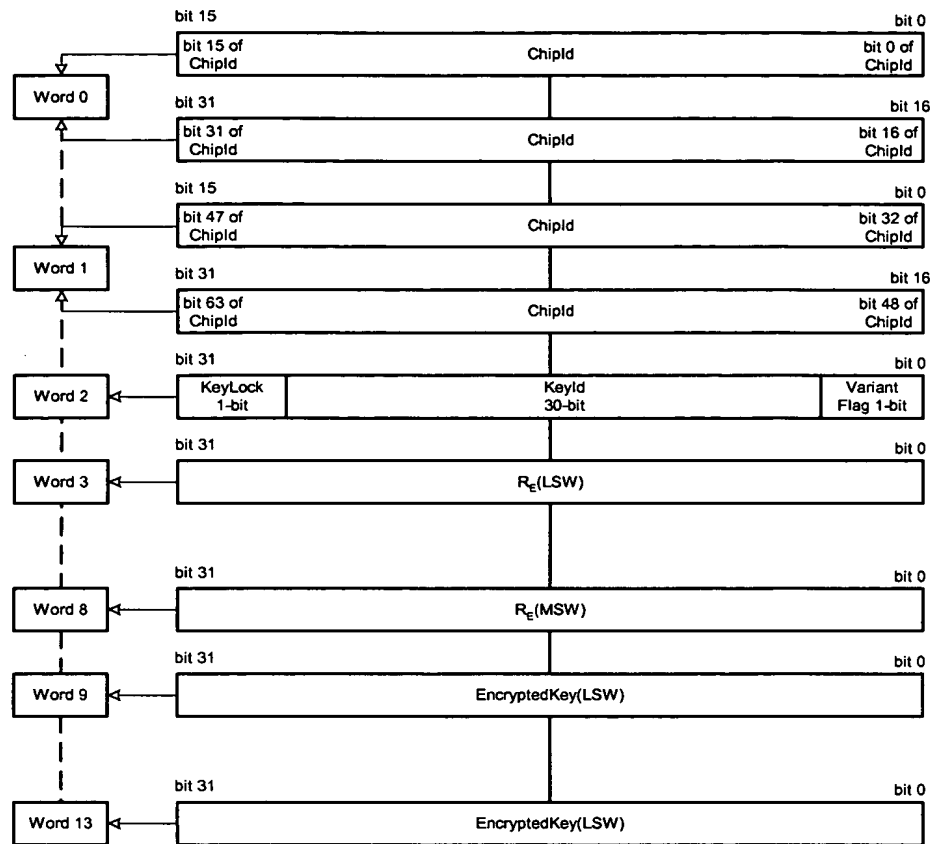 bit 15
bit 0
bit 15 of
ChipId
ChipId
bit 0 of
ChipId
Word 0
bit 31
bit 16
bit 31 of
ChipId
ChipId
bit 16 of
ChipId
bit 15
bit 0
bit 47 of
ChipId
ChipId
bit 32 of
ChipId
Word 1
bit 31
bit 16
bit 63 of
ChipId
ChipId
bit 48 of
ChipId
bit 31
bit 0
Word 2
KeyLock
1-bit
KeyId
30-bit
Variant
Flag 1-bit
bit 31
bit 0
Word 3
R_E(LSW)
bit 31
bit 0
Word 8
R_E(MSW)
bit 31
bit 0
Word 9
EncryptedKey(LSW)
bit 31
bit 0
Word 13
EncryptedKey(LSW)